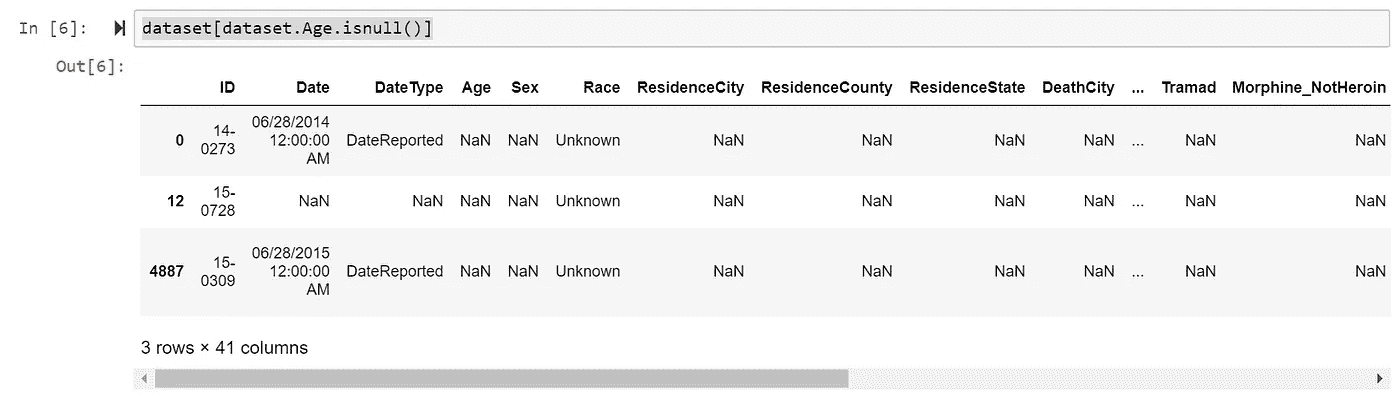 In [6]: dataset[dataset.Age.isnull()]
Out[6]:
ID Date DateType Age Sex Race ResidenceCity ResidenceCounty ResidenceState DeathCity ... Tramad Morphine_NotHeroin
0 14-0273 06/28/2014 12:00:00 AM DateReported NaN NaN Unknown NaN NaN NaN NaN ... NaN NaN
12 15-0728 NaN NaN NaN NaN Unknown NaN NaN NaN NaN ... NaN NaN
4887 15-0309 06/28/2015 12:00:00 AM DateReported NaN NaN Unknown NaN NaN NaN NaN ... NaN NaN
3 rows × 41 columns